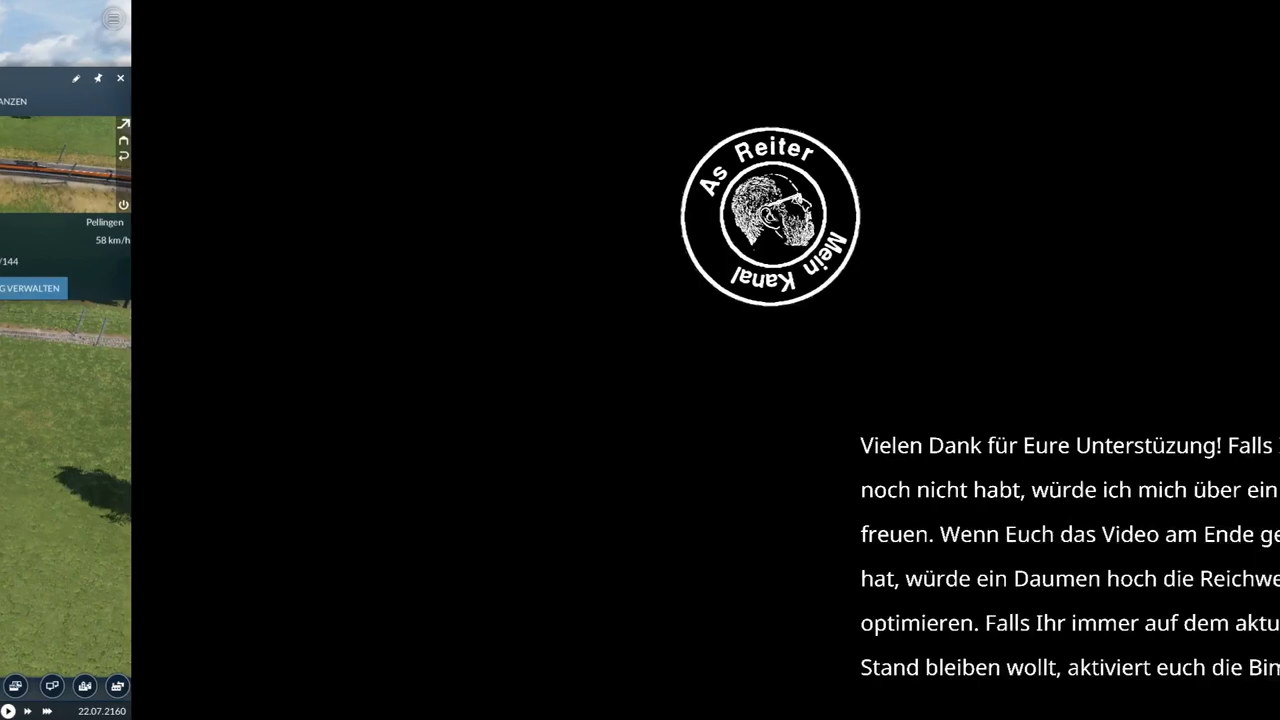 ANZEN
Pellingen
58 km/h
/144
G VERWALTEN
22.07.2160
As Reiter
Mein Kanal
Vielen Dank für Eure Unterstüzung! Falls
noch nicht habt, würde ich mich über ein
freuen. Wenn Euch das Video am Ende ge
hat, würde ein Daumen hoch die Reichwe
optimieren. Falls Ihr immer auf dem aktu
Stand bleiben wollt, aktiviert euch die Bim